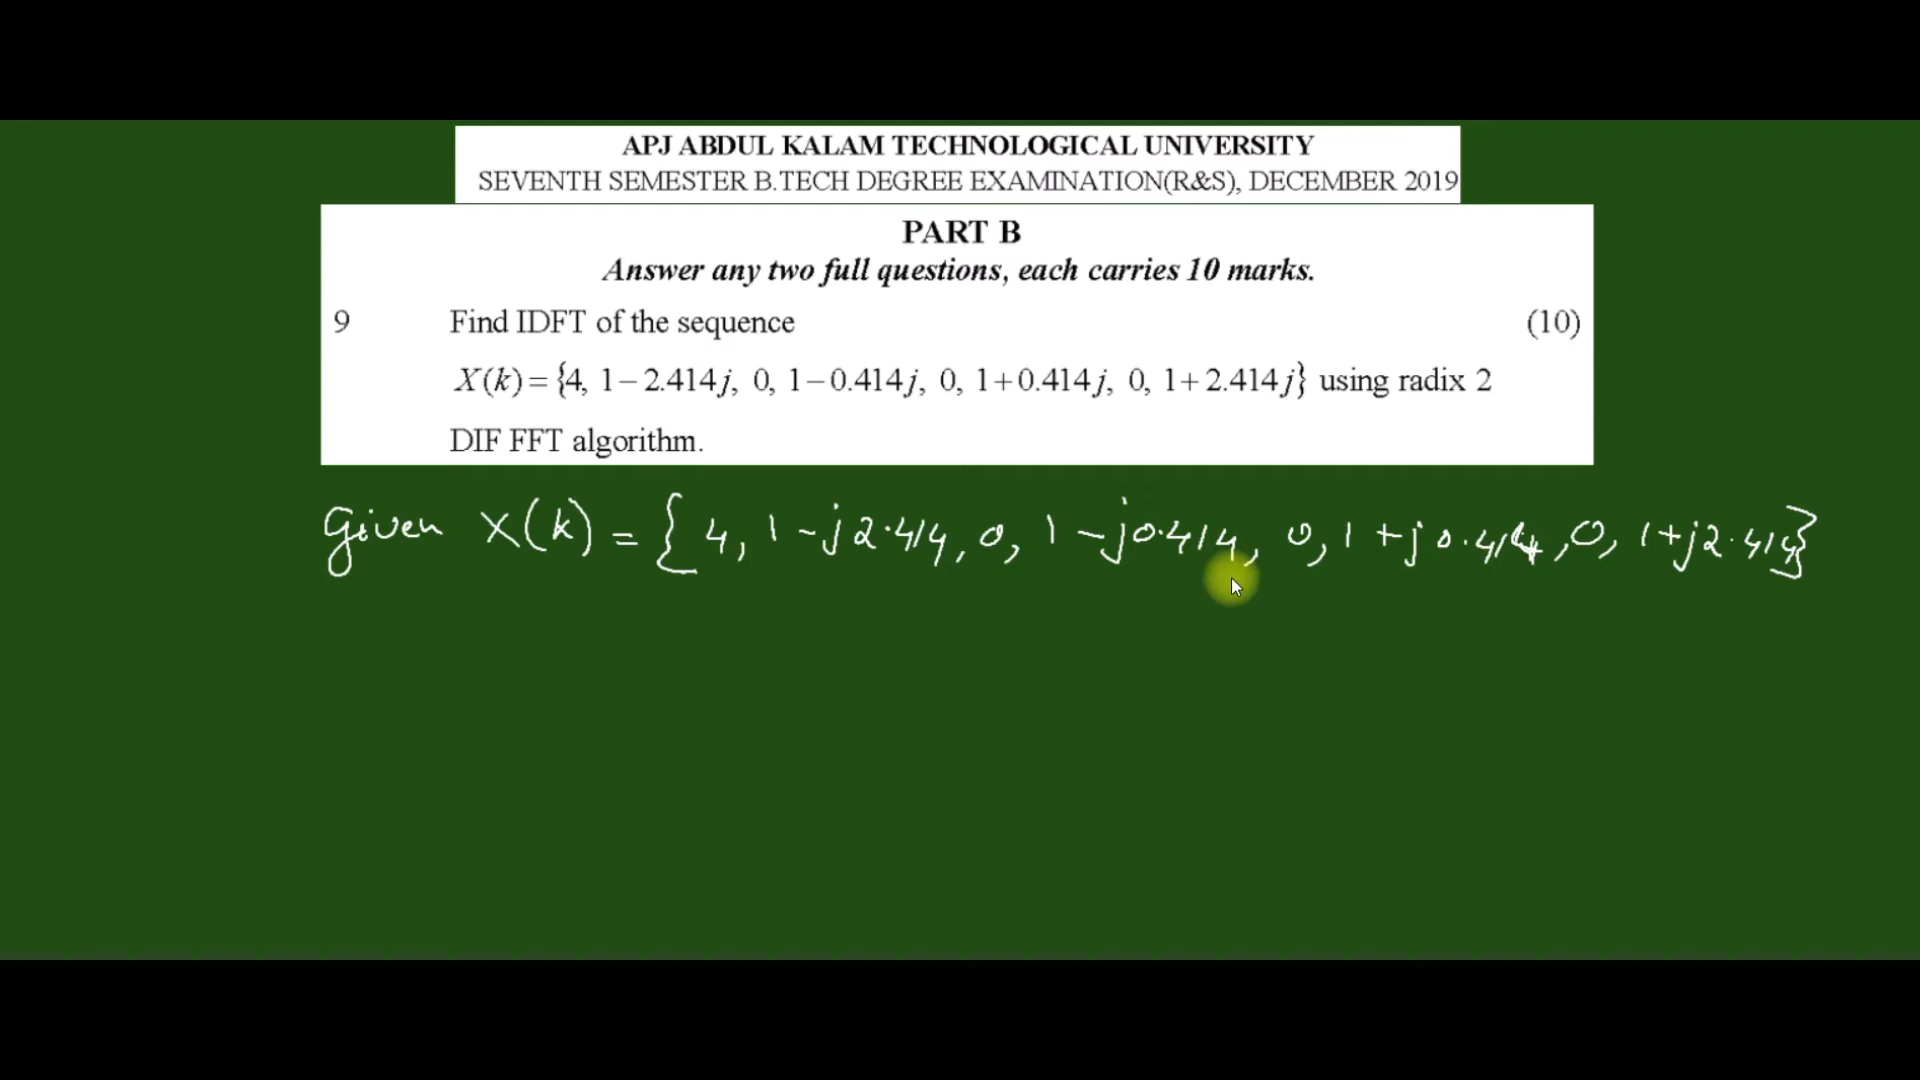 APJ ABDUL KALAM TECHNOLOGICAL UNIVERSITY
SEVENTH SEMESTER B.TECH DEGREE EXAMINATION(R&S), DECEMBER 2019
PART B
Answer any two full questions, each carries 10 marks.
9 Find IDFT of the sequence (10)
X(k)={4, 1−2.414j, 0, 1−0.414j, 0, 1+0.414j, 0, 1+2.414j} using radix 2
DIF FFT algorithm.
Given X(k) = {4, 1-j2.414, 0, 1-j0.414, 0, 1+j0.414, 0, 1+j2.414}